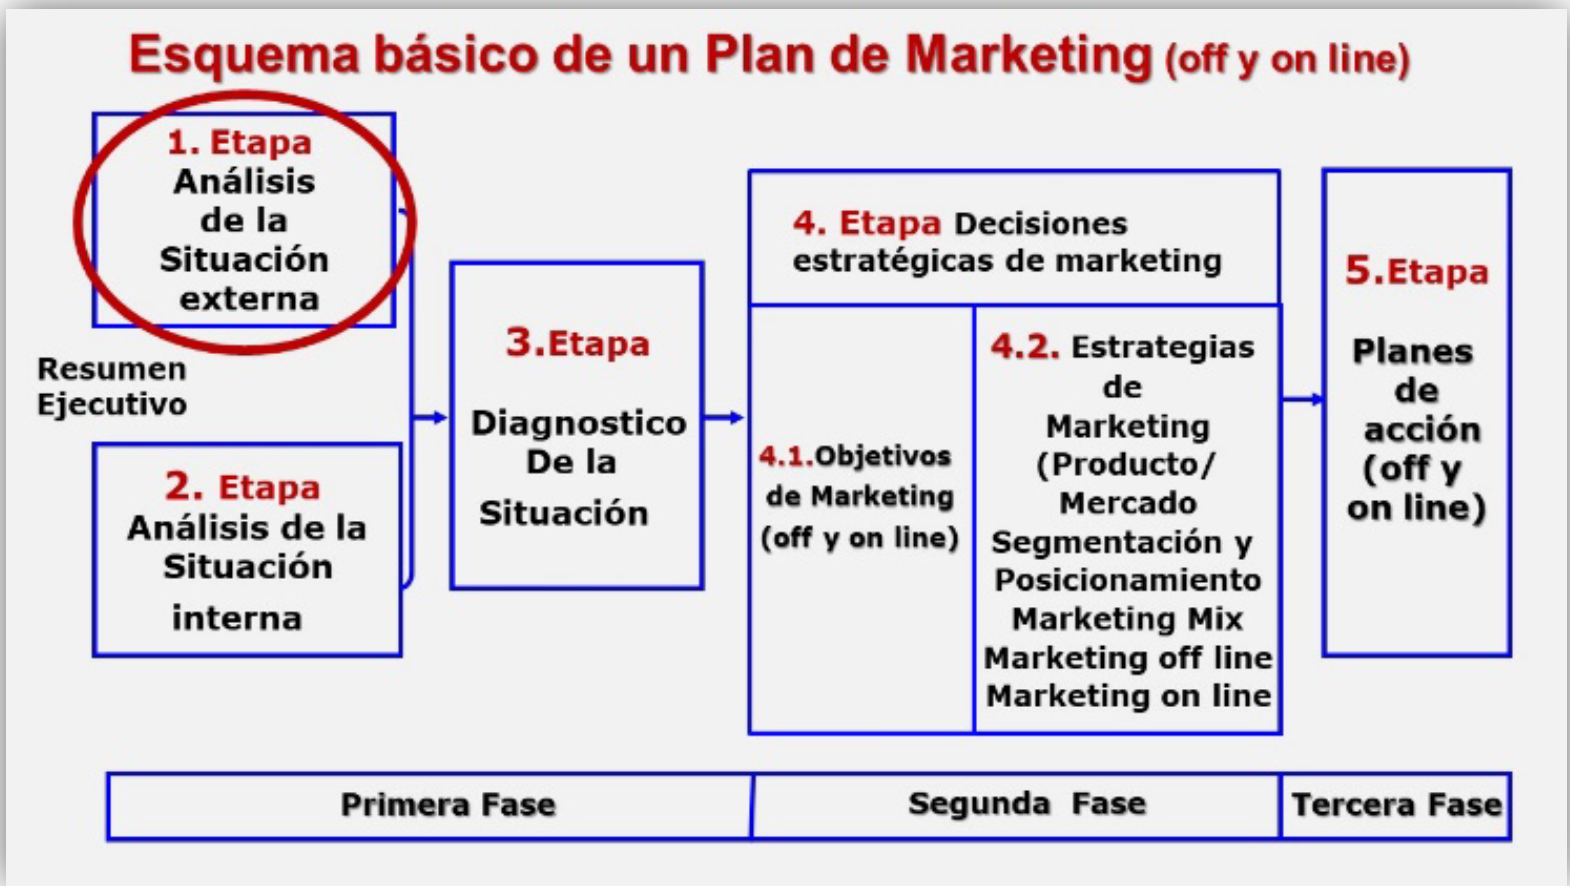 Esquema básico de un Plan de Marketing (off y on line)
1. Etapa
Análisis
de la
Situación
externa
Resumen
Ejecutivo
2. Etapa
Análisis de la
Situación
interna
3.Etapa
Diagnostico
De la
Situación
4. Etapa Decisiones
estratégicas de marketing
4.1.Objetivos
de Marketing
(off y on line)
4.2. Estrategias
de
Marketing
(Producto/
Mercado
Segmentación y
Posicionamiento
Marketing Mix
Marketing off line
Marketing on line
5.Etapa
Planes
de
acción
(off y
on line)
Primera Fase
Segunda Fase
Tercera Fase